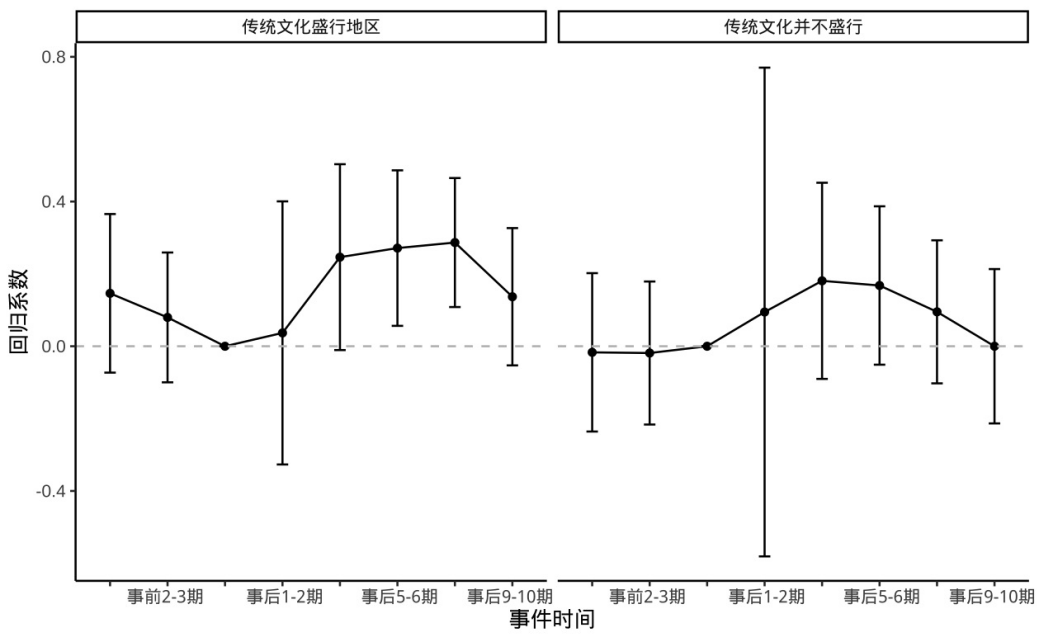 传统文化盛行地区
传统文化并不盛行
0.8
0.4
0.0
-0.4
回归系数
事前2-3期 事后1-2期 事后5-6期 事后9-10期
事前2-3期 事后1-2期 事后5-6期 事后9-10期
事件时间